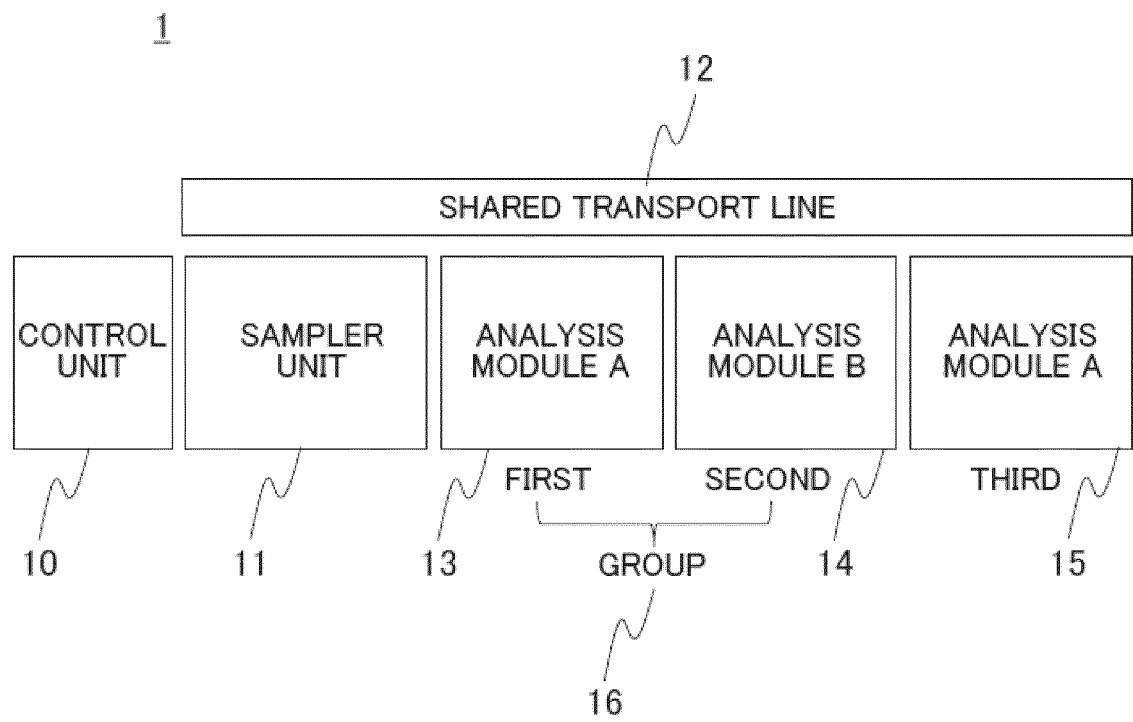 1
12
SHARED TRANSPORT LINE
CONTROL
UNIT
SAMPLER
UNIT
ANALYSIS
MODULE A
ANALYSIS
MODULE B
ANALYSIS
MODULE A
FIRST
SECOND
THIRD
10
11
13
GROUP
14
15
16